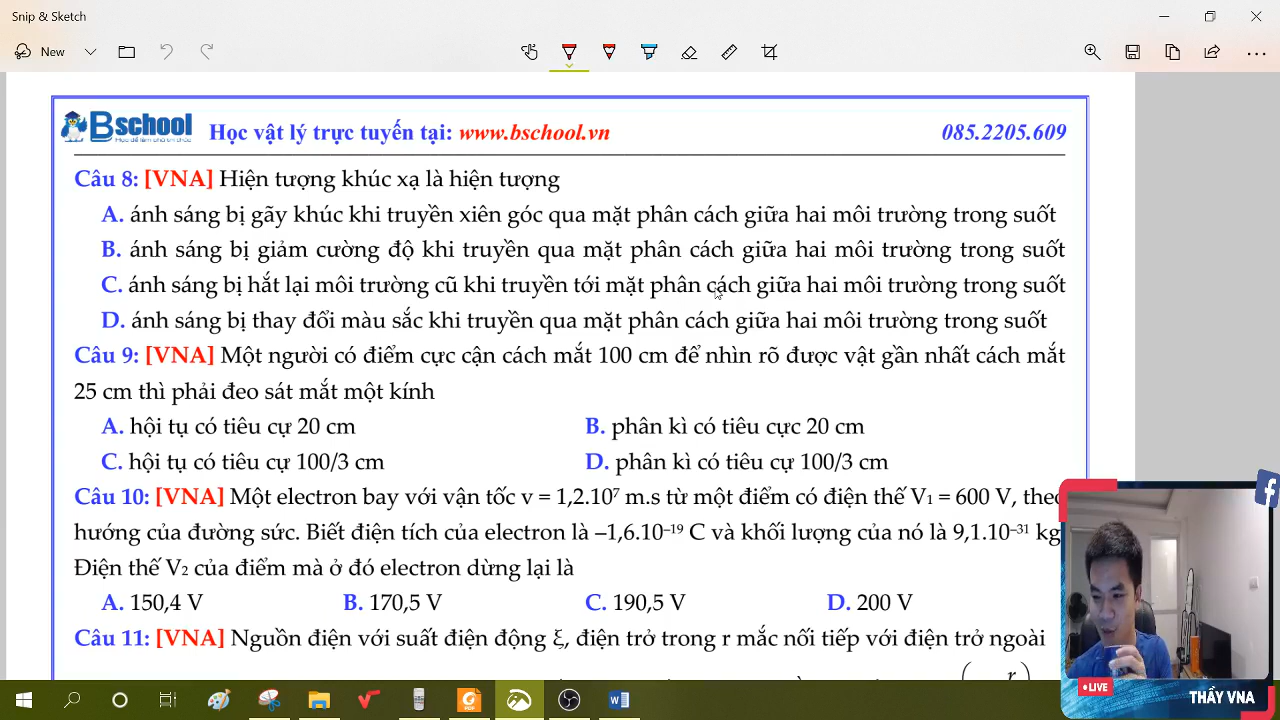 Snip & Sketch
New
Bschool
Học để làm chủ tri thức
Học vật lý trực tuyến tại: www.bschool.vn
085.2205.609
Câu 8: [VNA] Hiện tượng khúc xạ là hiện tượng
A. ánh sáng bị gãy khúc khi truyền xiên góc qua mặt phân cách giữa hai môi trường trong suốt
B. ánh sáng bị giảm cường độ khi truyền qua mặt phân cách giữa hai môi trường trong suốt
C. ánh sáng bị hắt lại môi trường cũ khi truyền tới mặt phân cách giữa hai môi trường trong suốt
D. ánh sáng bị thay đổi màu sắc khi truyền qua mặt phân cách giữa hai môi trường trong suốt
Câu 9: [VNA] Một người có điểm cực cận cách mắt 100 cm để nhìn rõ được vật gần nhất cách mắt
25 cm thì phải đeo sát mắt một kính
A. hội tụ có tiêu cự 20 cm
B. phân kì có tiêu cực 20 cm
C. hội tụ có tiêu cự 100/3 cm
D. phân kì có tiêu cự 100/3 cm
Câu 10: [VNA] Một electron bay với vận tốc v = 1,2.10⁷ m.s từ một điểm có điện thế V₁ = 600 V, theo
hướng của đường sức. Biết điện tích của electron là –1,6.10⁻¹⁹ C và khối lượng của nó là 9,1.10⁻³¹ kg
Điện thế V₂ của điểm mà ở đó electron dừng lại là
A. 150,4 V
B. 170,5 V
C. 190,5 V
D. 200 V
Câu 11: [VNA] Nguồn điện với suất điện động ξ, điện trở trong r mắc nối tiếp với điện trở ngoài
r
LIVE
THẦY VNA